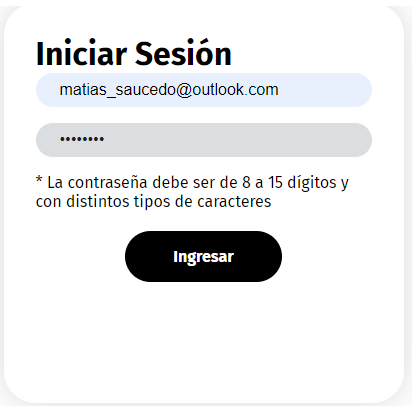 Iniciar Sesión
matias_saucedo@outlook.com
••••••••
* La contraseña debe ser de 8 a 15 dígitos y
con distintos tipos de caracteres
Ingresar